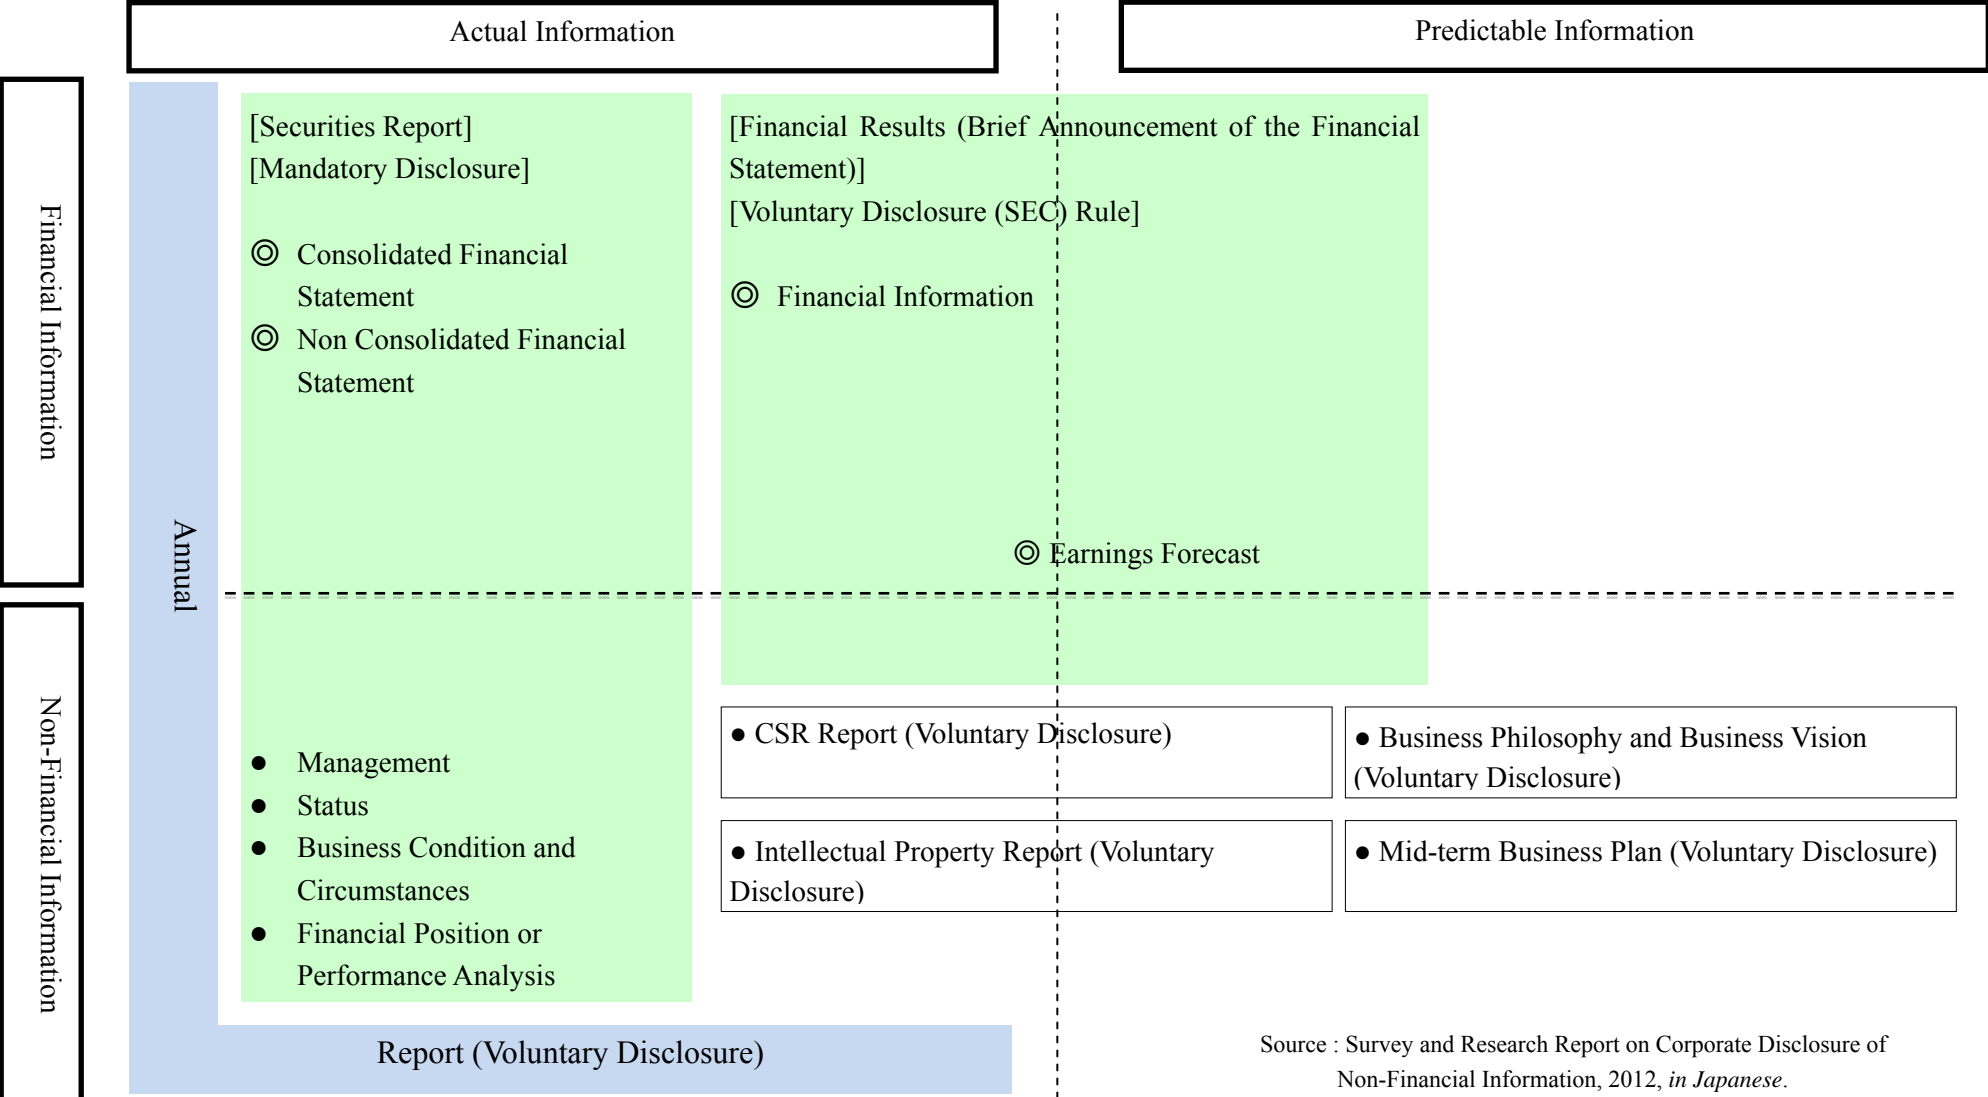 Actual Information
Predictable Information
Financial Information
Non-Financial Information
Annual
Report (Voluntary Disclosure)
[Securities Report]
[Mandatory Disclosure]
◎ Consolidated Financial
Statement
◎ Non Consolidated Financial
Statement
● Management
● Status
● Business Condition and
Circumstances
● Financial Position or
Performance Analysis
[Financial Results (Brief Announcement of the Financial
Statement)]
[Voluntary Disclosure (SEC) Rule]
◎ Financial Information
◎ Earnings Forecast
● CSR Report (Voluntary Disclosure)
● Business Philosophy and Business Vision
(Voluntary Disclosure)
● Intellectual Property Report (Voluntary
Disclosure)
● Mid-term Business Plan (Voluntary Disclosure)
Source : Survey and Research Report on Corporate Disclosure of
Non-Financial Information, 2012, in Japanese.